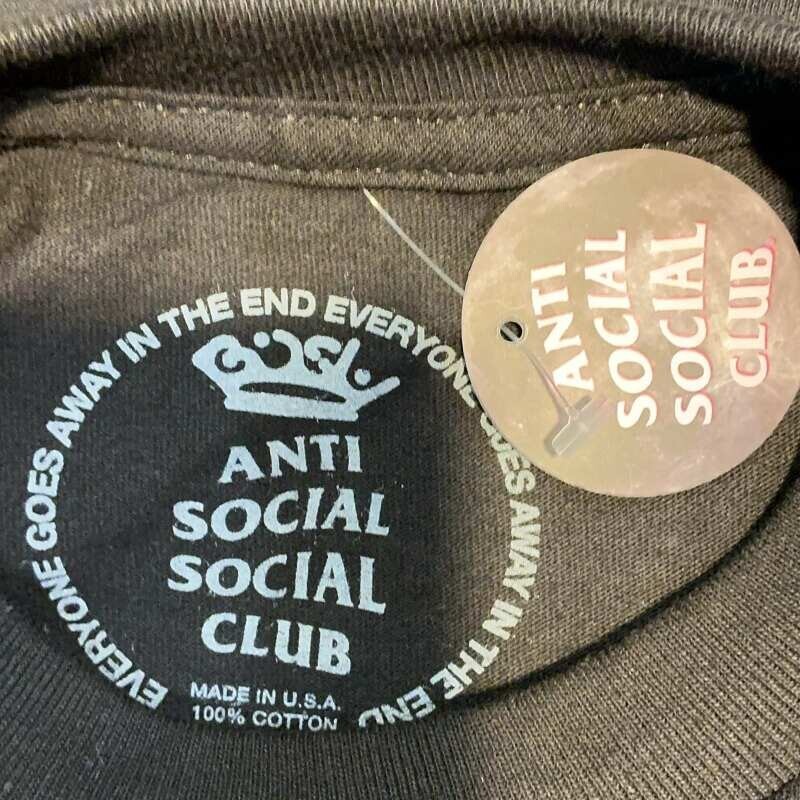 EVERYONE GOES AWAY IN THE END EVERYONE GOES AWAY IN THE END
ANTI
SOCIAL
SOCIAL
CLUB
MADE IN U.S.A.
100% COTTON
ANTI
SOCIAL
SOCIAL
CLUB